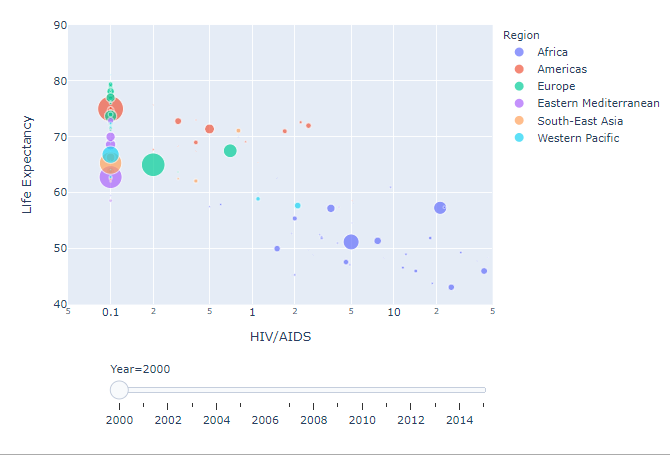 90
Region
Africa
80
Americas
Europe
Eastern Mediterranean
70
South-East Asia
Western Pacific
Life Expectancy
60
50
40
5 0.1 2 5 1 2 5 10 2 5
HIV/AIDS
Year=2000
2000 2002 2004 2006 2008 2010 2012 2014